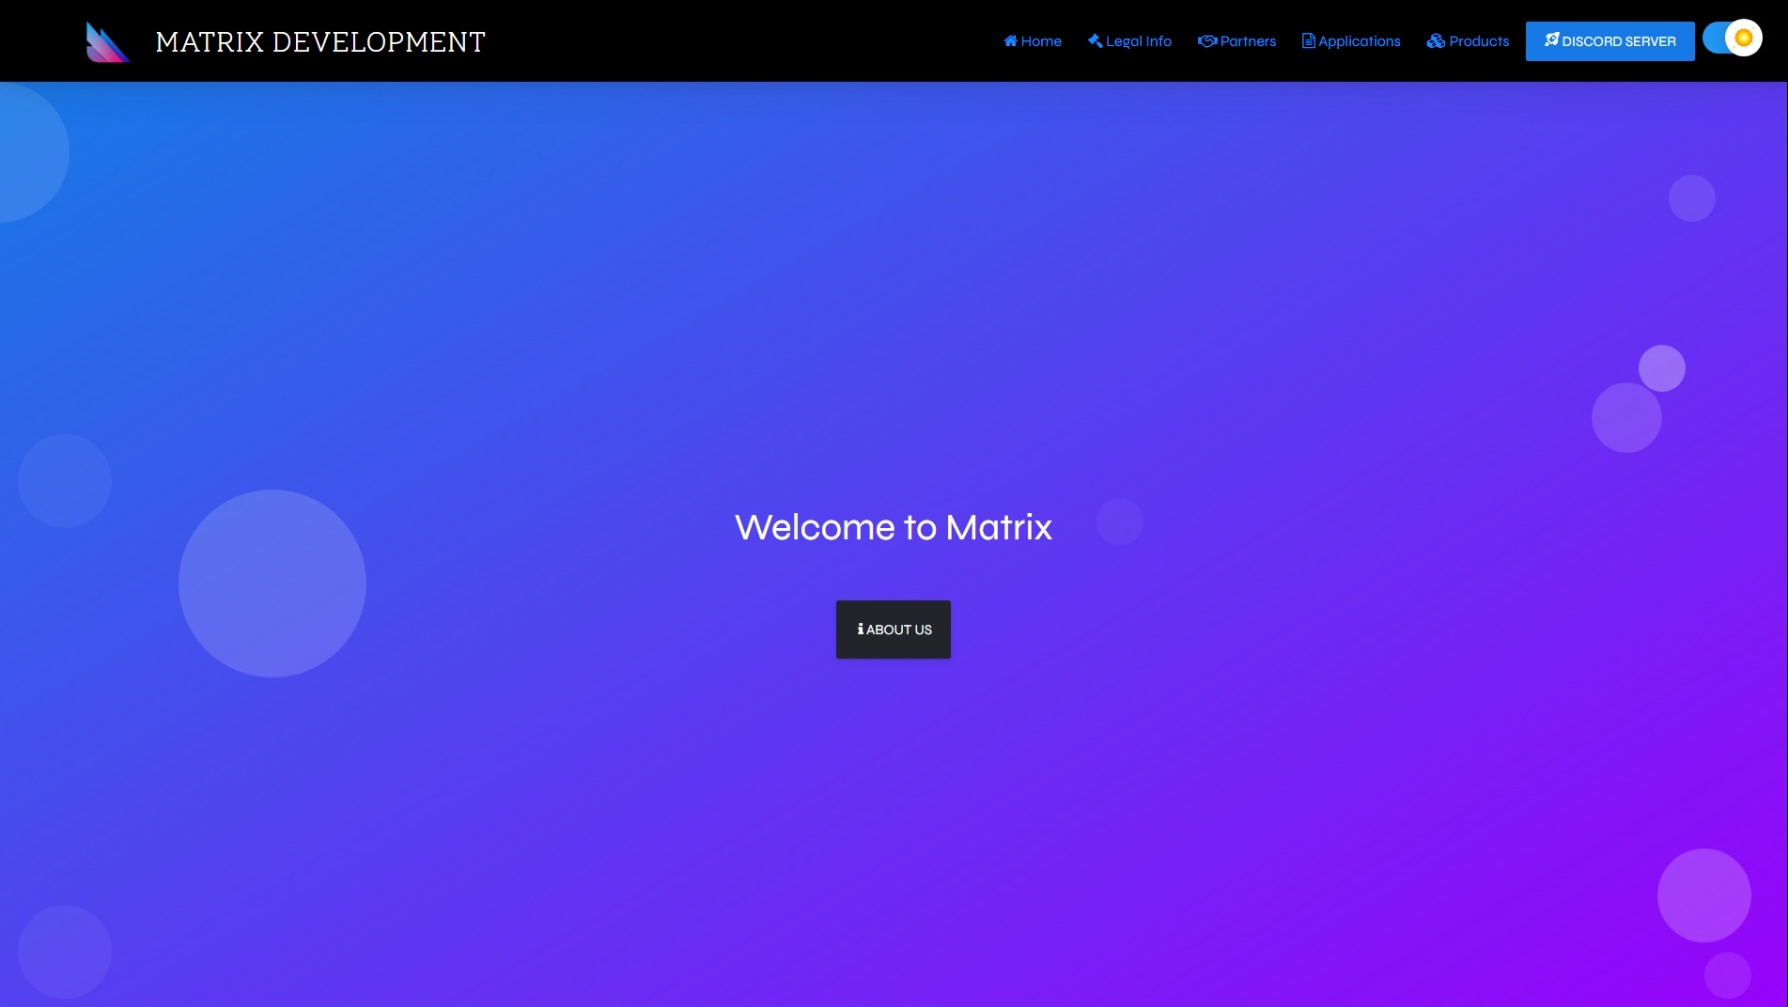 MATRIX DEVELOPMENT
Home Legal Info Partners Applications Products DISCORD SERVER
Welcome to Matrix
ABOUT US